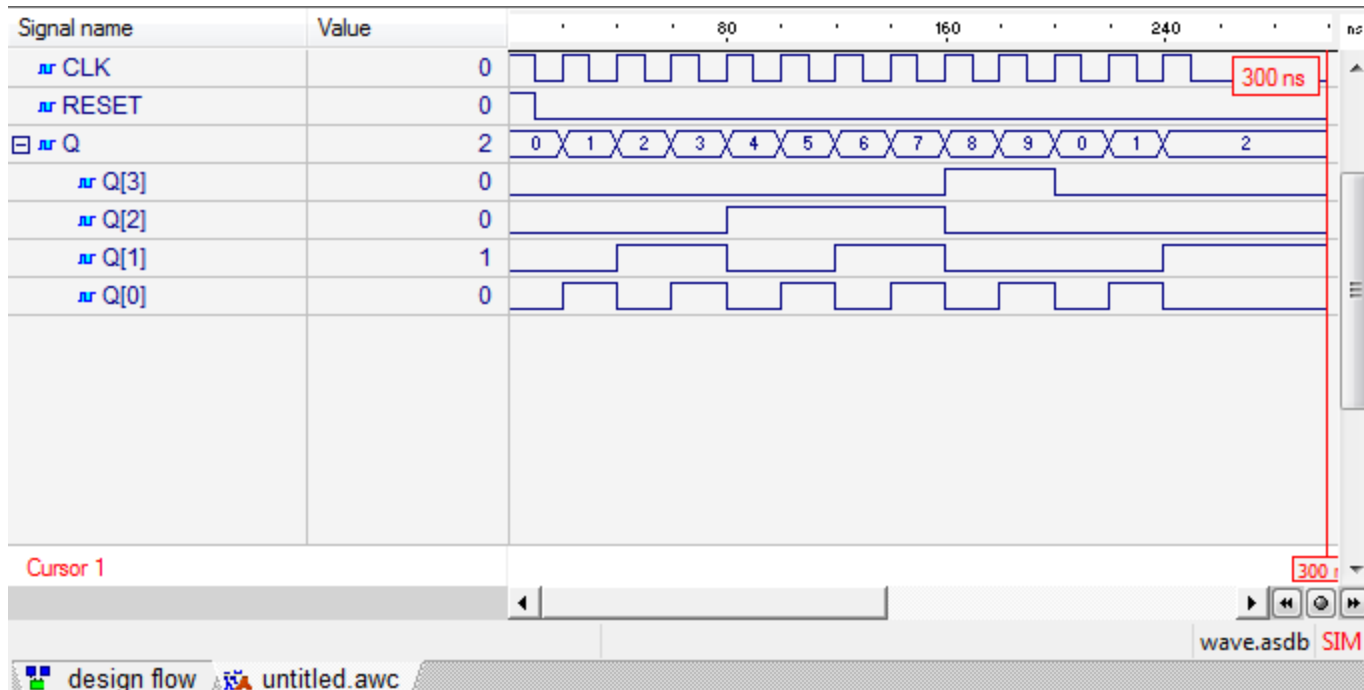 Signal name Value 80 160 240 ns
CLK 0 300 ns
RESET 0
Q 2 0 1 2 3 4 5 6 7 8 9 0 1 2
Q[3] 0
Q[2] 0
Q[1] 1
Q[0] 0
Cursor 1 300
wave.asdb SIM
design flow untitled.awc